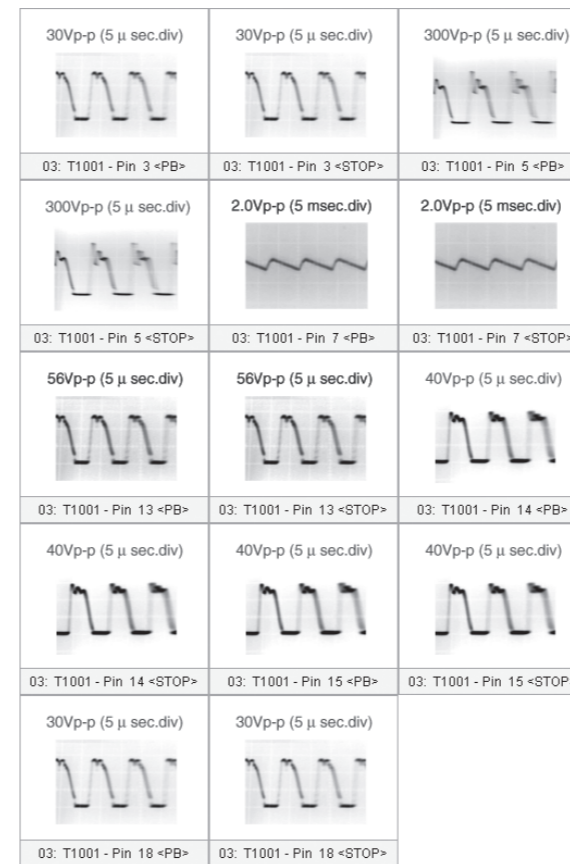 30Vp-p (5 μ sec.div)
30Vp-p (5 μ sec.div)
300Vp-p (5 μ sec.div)
03: T1001 - Pin 3 <PB>
03: T1001 - Pin 3 <STOP>
03: T1001 - Pin 5 <PB>
300Vp-p (5 μ sec.div)
2.0Vp-p (5 msec.div)
2.0Vp-p (5 msec.div)
03: T1001 - Pin 5 <STOP>
03: T1001 - Pin 7 <PB>
03: T1001 - Pin 7 <STOP>
56Vp-p (5 μ sec.div)
56Vp-p (5 μ sec.div)
40Vp-p (5 μ sec.div)
03: T1001 - Pin 13 <PB>
03: T1001 - Pin 13 <STOP>
03: T1001 - Pin 14 <PB>
40Vp-p (5 μ sec.div)
40Vp-p (5 μ sec.div)
40Vp-p (5 μ sec.div)
03: T1001 - Pin 14 <STOP>
03: T1001 - Pin 15 <PB>
03: T1001 - Pin 15 <STOP
30Vp-p (5 μ sec.div)
30Vp-p (5 μ sec.div)
03: T1001 - Pin 18 <PB>
03: T1001 - Pin 18 <STOP>